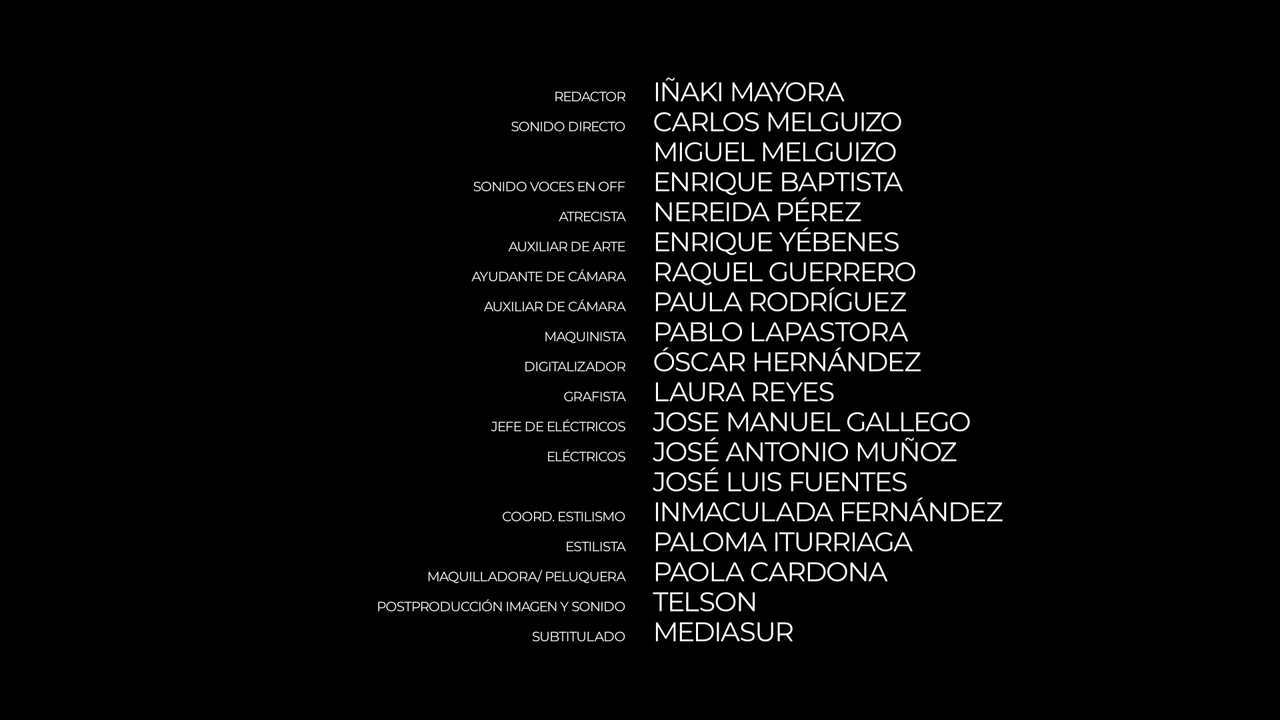 REDACTOR IÑAKI MAYORA
SONIDO DIRECTO CARLOS MELGUIZO
MIGUEL MELGUIZO
SONIDO VOCES EN OFF ENRIQUE BAPTISTA
ATRECISTA NEREIDA PÉREZ
AUXILIAR DE ARTE ENRIQUE YÉBENES
AYUDANTE DE CÁMARA RAQUEL GUERRERO
AUXILIAR DE CÁMARA PAULA RODRÍGUEZ
MAQUINISTA PABLO LAPASTORA
DIGITALIZADOR ÓSCAR HERNÁNDEZ
GRAFISTA LAURA REYES
JEFE DE ELÉCTRICOS JOSE MANUEL GALLEGO
ELÉCTRICOS JOSÉ ANTONIO MUÑOZ
JOSÉ LUIS FUENTES
COORD. ESTILISMO INMACULADA FERNÁNDEZ
ESTILISTA PALOMA ITURRIAGA
MAQUILLADORA/ PELUQUERA PAOLA CARDONA
POSTPRODUCCIÓN IMAGEN Y SONIDO TELSON
SUBTITULADO MEDIASUR